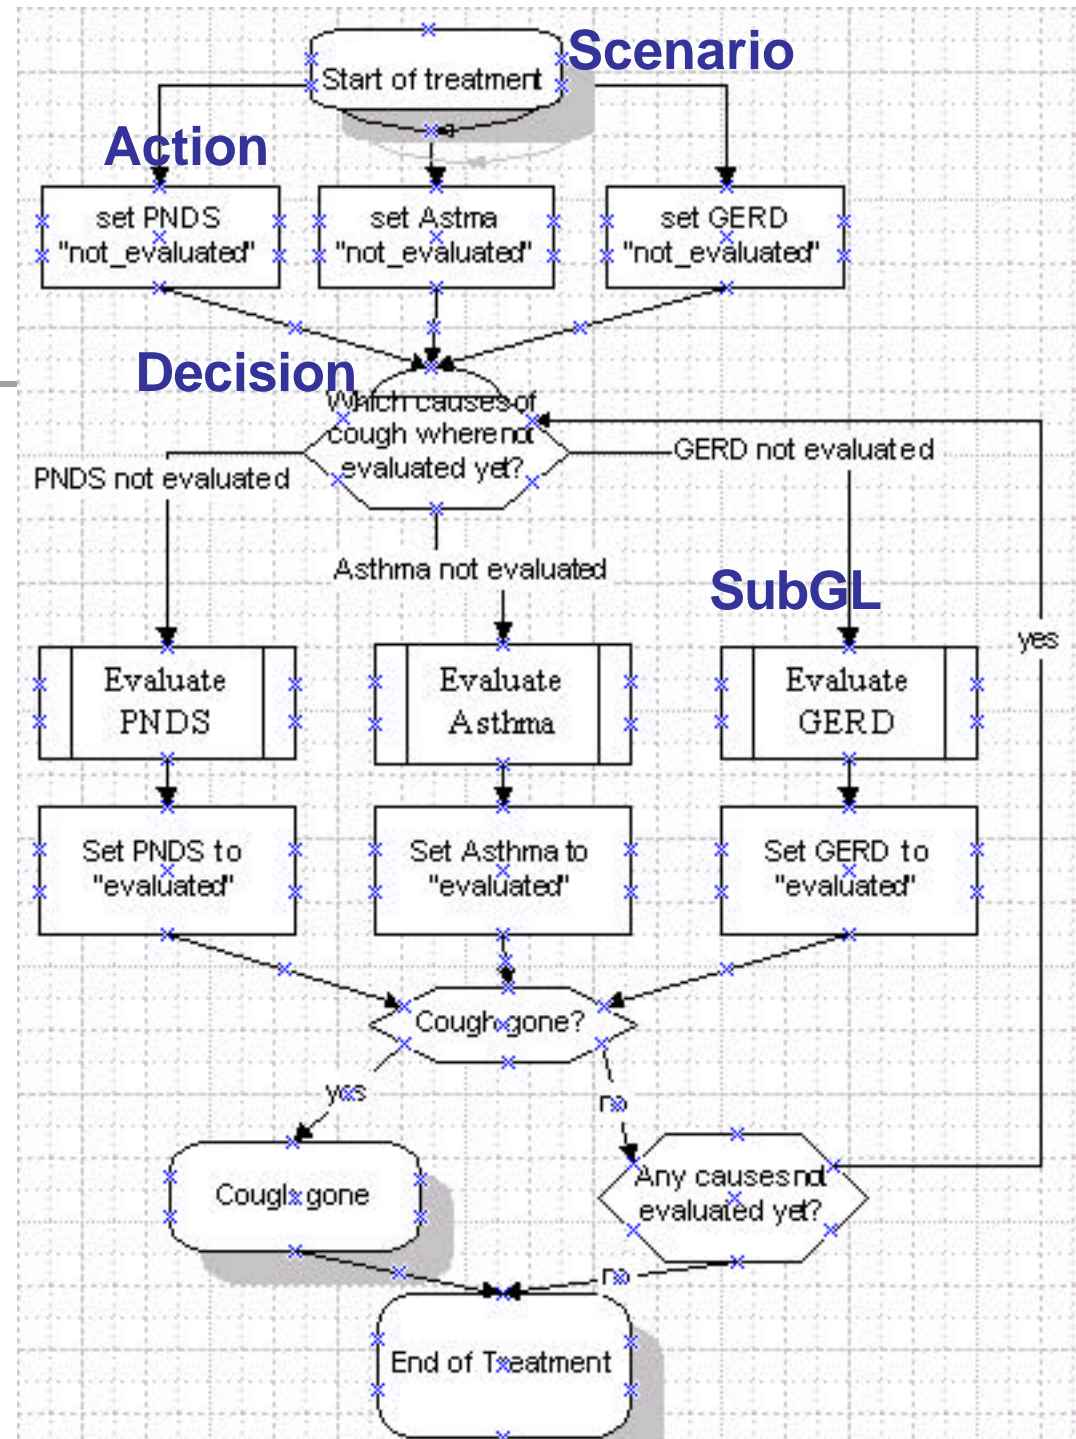 Scenario
Start of treatment
Action
set PNDS
"not_evaluated"
set Astma
"not_evaluated"
set GERD
"not_evaluated"
Decision
Which causes of
cough where not
evaluated yet?
PNDS not evaluated
GERD not evaluated
Asthma not evaluated
SubGL
yes
Evaluate
PNDS
Evaluate
Asthma
Evaluate
GERD
Set PNDS to
"evaluated"
Set Asthma to
"evaluated"
Set GERD to
"evaluated"
Cough gone?
yes
no
Cough gone
Any causes not
evaluated yet?
no
End of Treatment